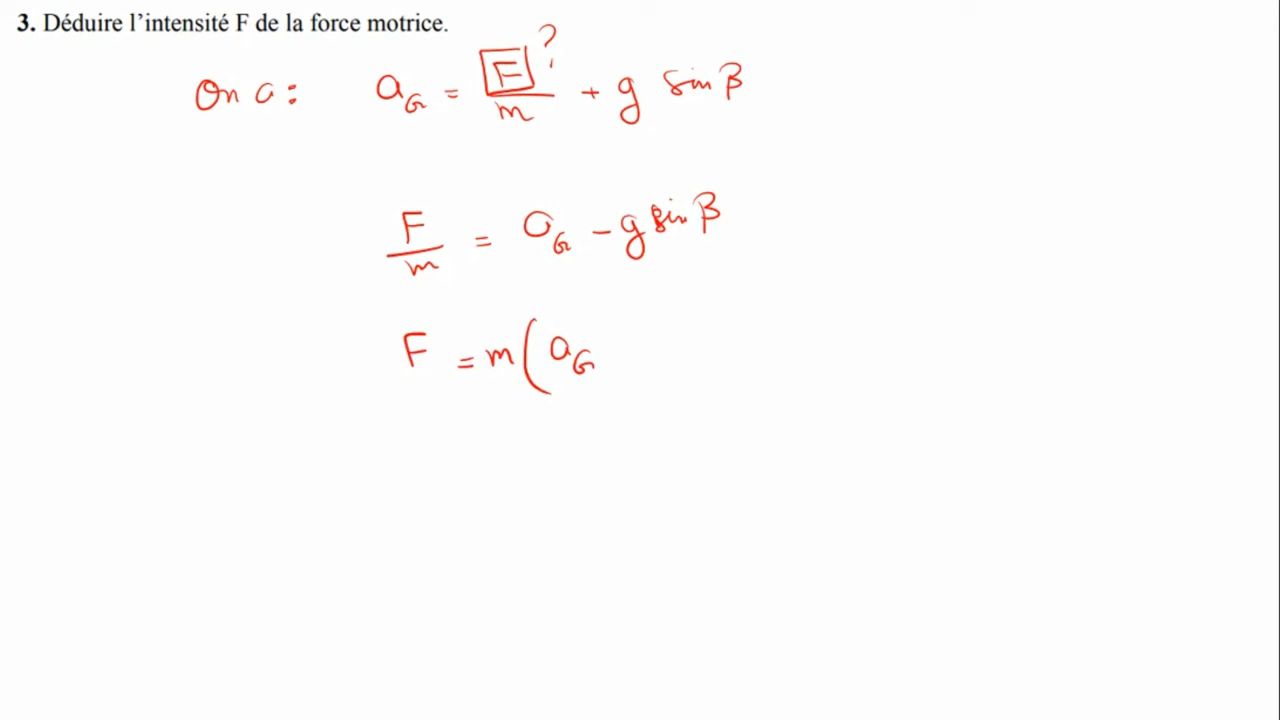 3. Déduire l’intensité F de la force motrice.
On a : a_G = F/m + g sin β ?
F/m = a_G - g sin β
F = m ( a_G